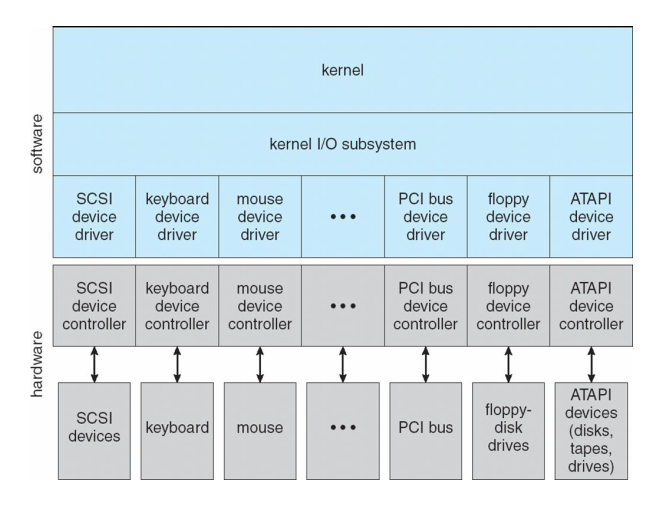 software
kernel
kernel I/O subsystem
SCSI
device
driver
keyboard
device
driver
mouse
device
driver
•••
PCI bus
device
driver
floppy
device
driver
ATAPI
device
driver
hardware
SCSI
device
controller
keyboard
device
controller
mouse
device
controller
•••
PCI bus
device
controller
floppy
device
controller
ATAPI
device
controller
SCSI
devices
keyboard
mouse
•••
PCI bus
floppy-
disk
drives
ATAPI
devices
(disks,
tapes,
drives)